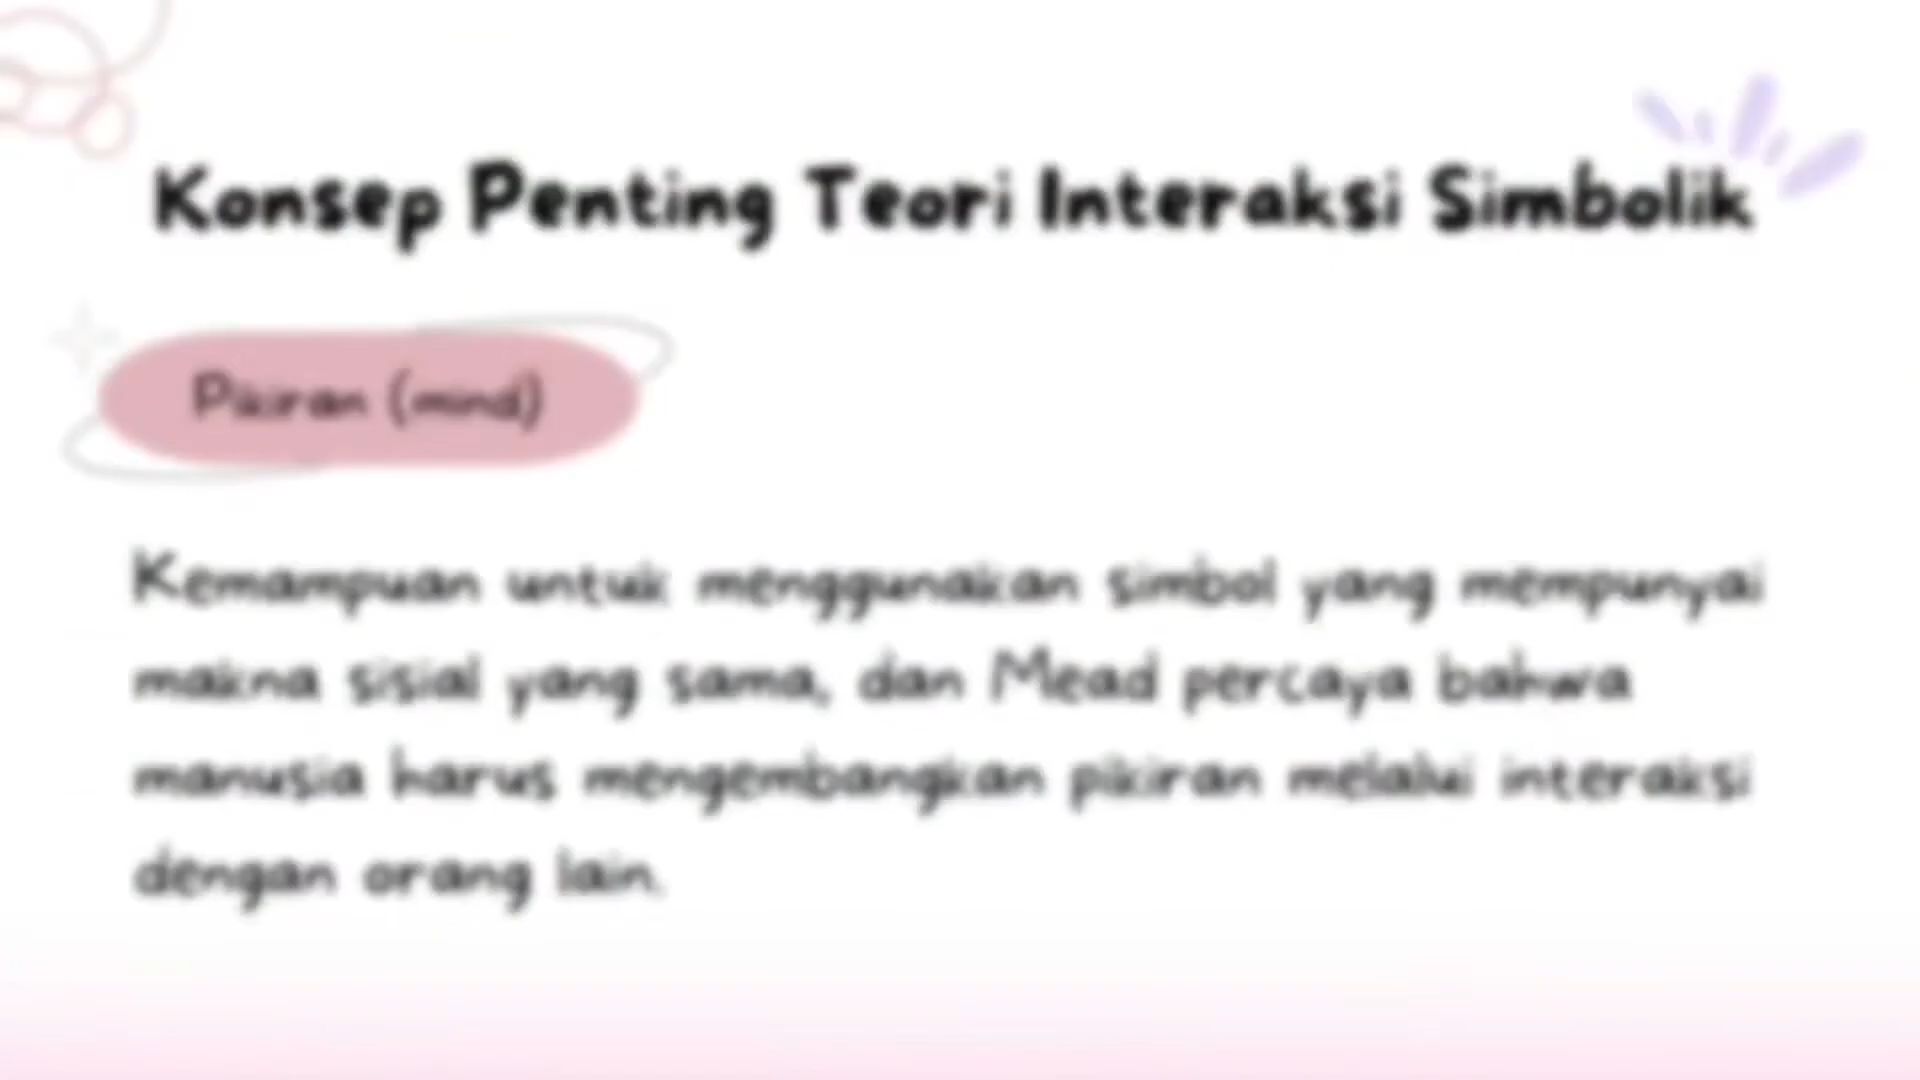 Konsep Penting Teori Interaksi Simbolik
Pikiran (mind)
Kemampuan untuk menggunakan simbol yang mempunyai
makna sisial yang sama, dan Mead percaya bahwa
manusia harus mengembangkan pikiran melalui interaksi
dengan orang lain.